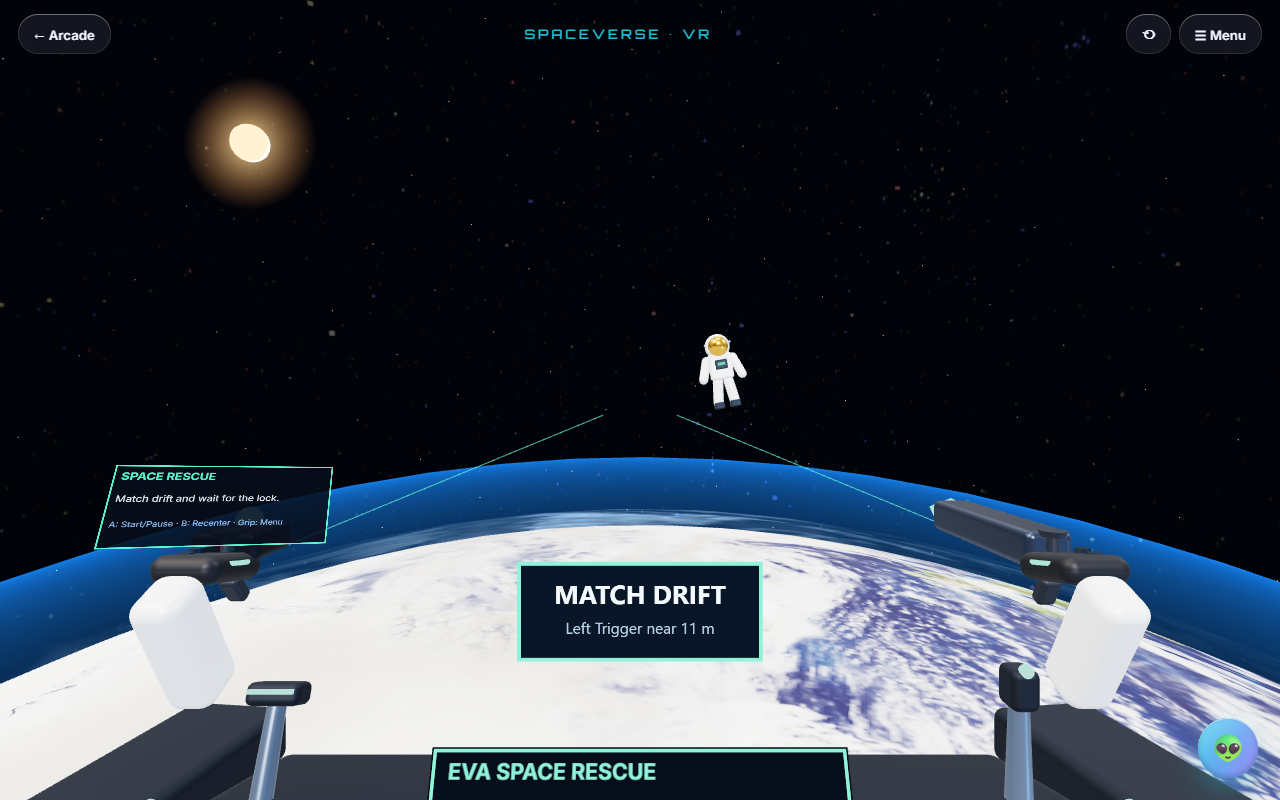 ← Arcade
SPACEVERSE · VR
☰ Menu
SPACE RESCUE
Match drift and wait for the lock.
A: Start/Pause · B: Recenter · Grip: Menu
MATCH DRIFT
Left Trigger near 11 m
EVA SPACE RESCUE